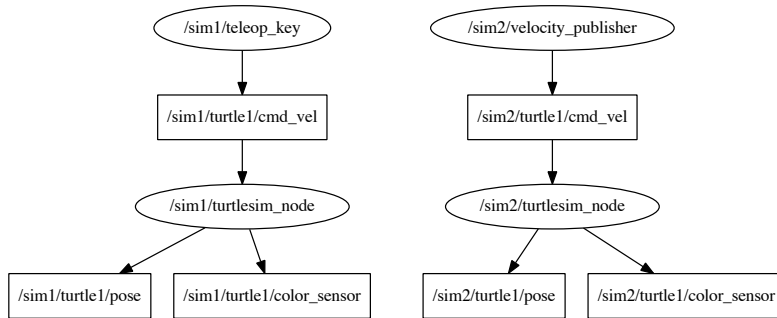 /sim1/teleop_key
/sim2/velocity_publisher
/sim1/turtle1/cmd_vel
/sim2/turtle1/cmd_vel
/sim1/turtlesim_node
/sim2/turtlesim_node
/sim1/turtle1/pose
/sim1/turtle1/color_sensor
/sim2/turtle1/pose
/sim2/turtle1/color_sensor